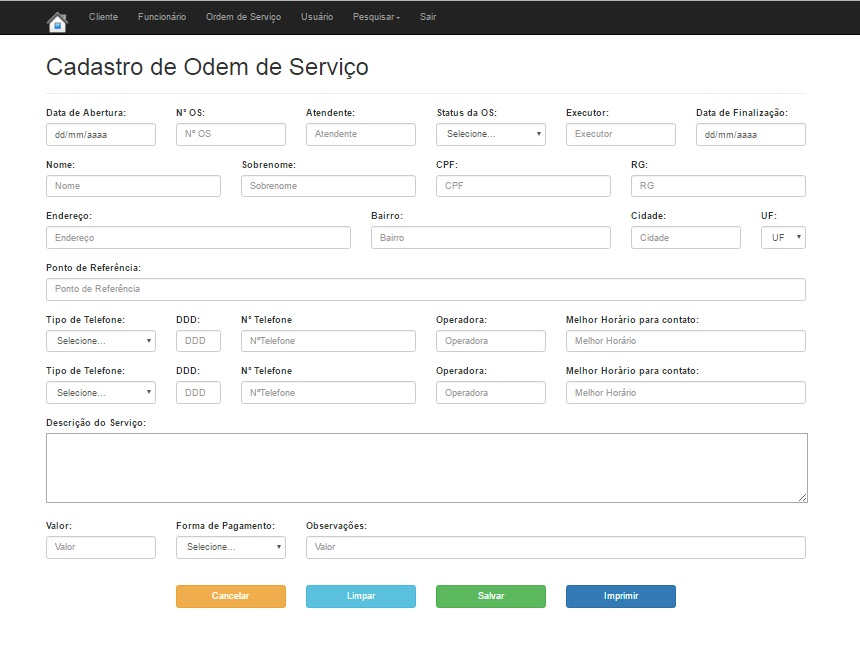 Cliente Funcionário Ordem de Serviço Usuário Pesquisar Sair
Cadastro de Odem de Serviço
Data de Abertura: Nº OS: Atendente: Status da OS: Executor: Data de Finalização:
dd/mm/aaaa Nº OS Atendente Selecione... Executor dd/mm/aaaa
Nome: Sobrenome: CPF: RG:
Nome Sobrenome CPF RG
Endereço: Bairro: Cidade: UF:
Endereço Bairro Cidade UF
Ponto de Referência:
Ponto de Referência
Tipo de Telefone: DDD: Nº Telefone Operadora: Melhor Horário para contato:
Selecione... DDD NºTelefone Operadora Melhor Horário
Tipo de Telefone: DDD: Nº Telefone Operadora: Melhor Horário para contato:
Selecione... DDD NºTelefone Operadora Melhor Horário
Descrição do Serviço:
Valor: Forma de Pagamento: Observações:
Valor Selecione... Valor
Cancelar Limpar Salvar Imprimir